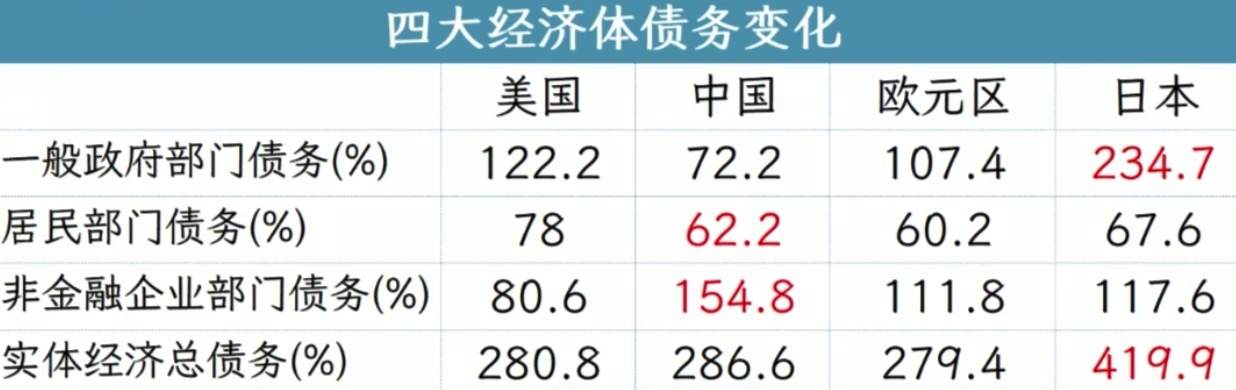 四大经济体债务变化
美国 中国 欧元区 日本
一般政府部门债务(%) 122.2 72.2 107.4 234.7
居民部门债务(%) 78 62.2 60.2 67.6
非金融企业部门债务(%) 80.6 154.8 111.8 117.6
实体经济总债务(%) 280.8 286.6 279.4 419.9